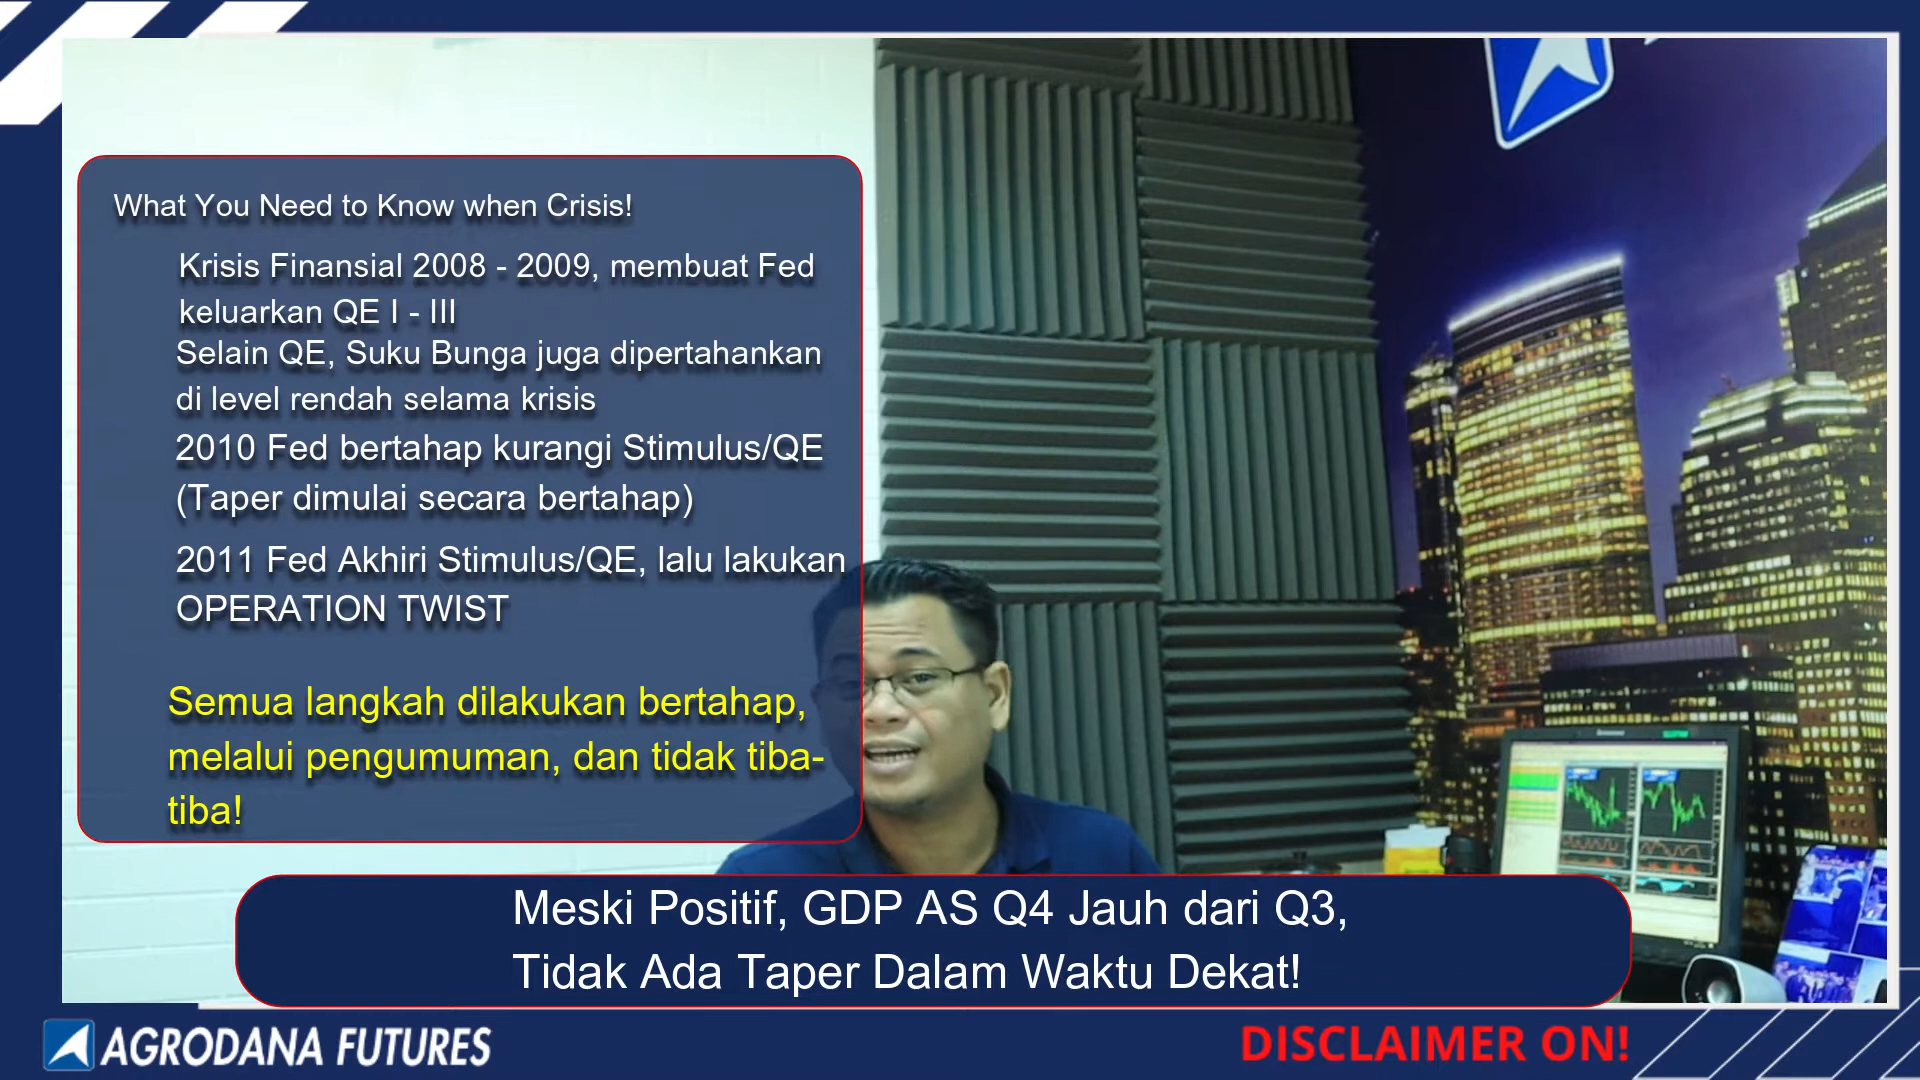 What You Need to Know when Crisis!
Krisis Finansial 2008 - 2009, membuat Fed
keluarkan QE I - III
Selain QE, Suku Bunga juga dipertahankan
di level rendah selama krisis
2010 Fed bertahap kurangi Stimulus/QE
(Taper dimulai secara bertahap)
2011 Fed Akhiri Stimulus/QE, lalu lakukan
OPERATION TWIST
Semua langkah dilakukan bertahap,
melalui pengumuman, dan tidak tiba-
tiba!
Meski Positif, GDP AS Q4 Jauh dari Q3,
Tidak Ada Taper Dalam Waktu Dekat!
AGRODANA FUTURES
DISCLAIMER ON!